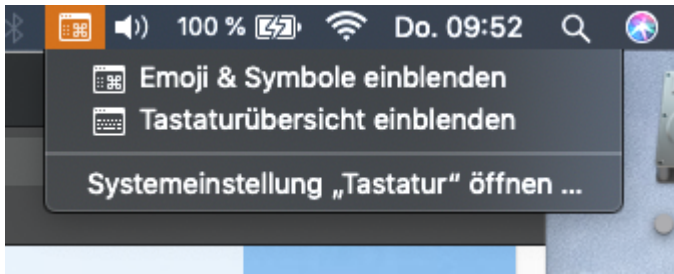 100 % Do. 09:52
Emoji & Symbole einblenden
Tastaturübersicht einblenden
Systemeinstellung „Tastatur“ öffnen ...